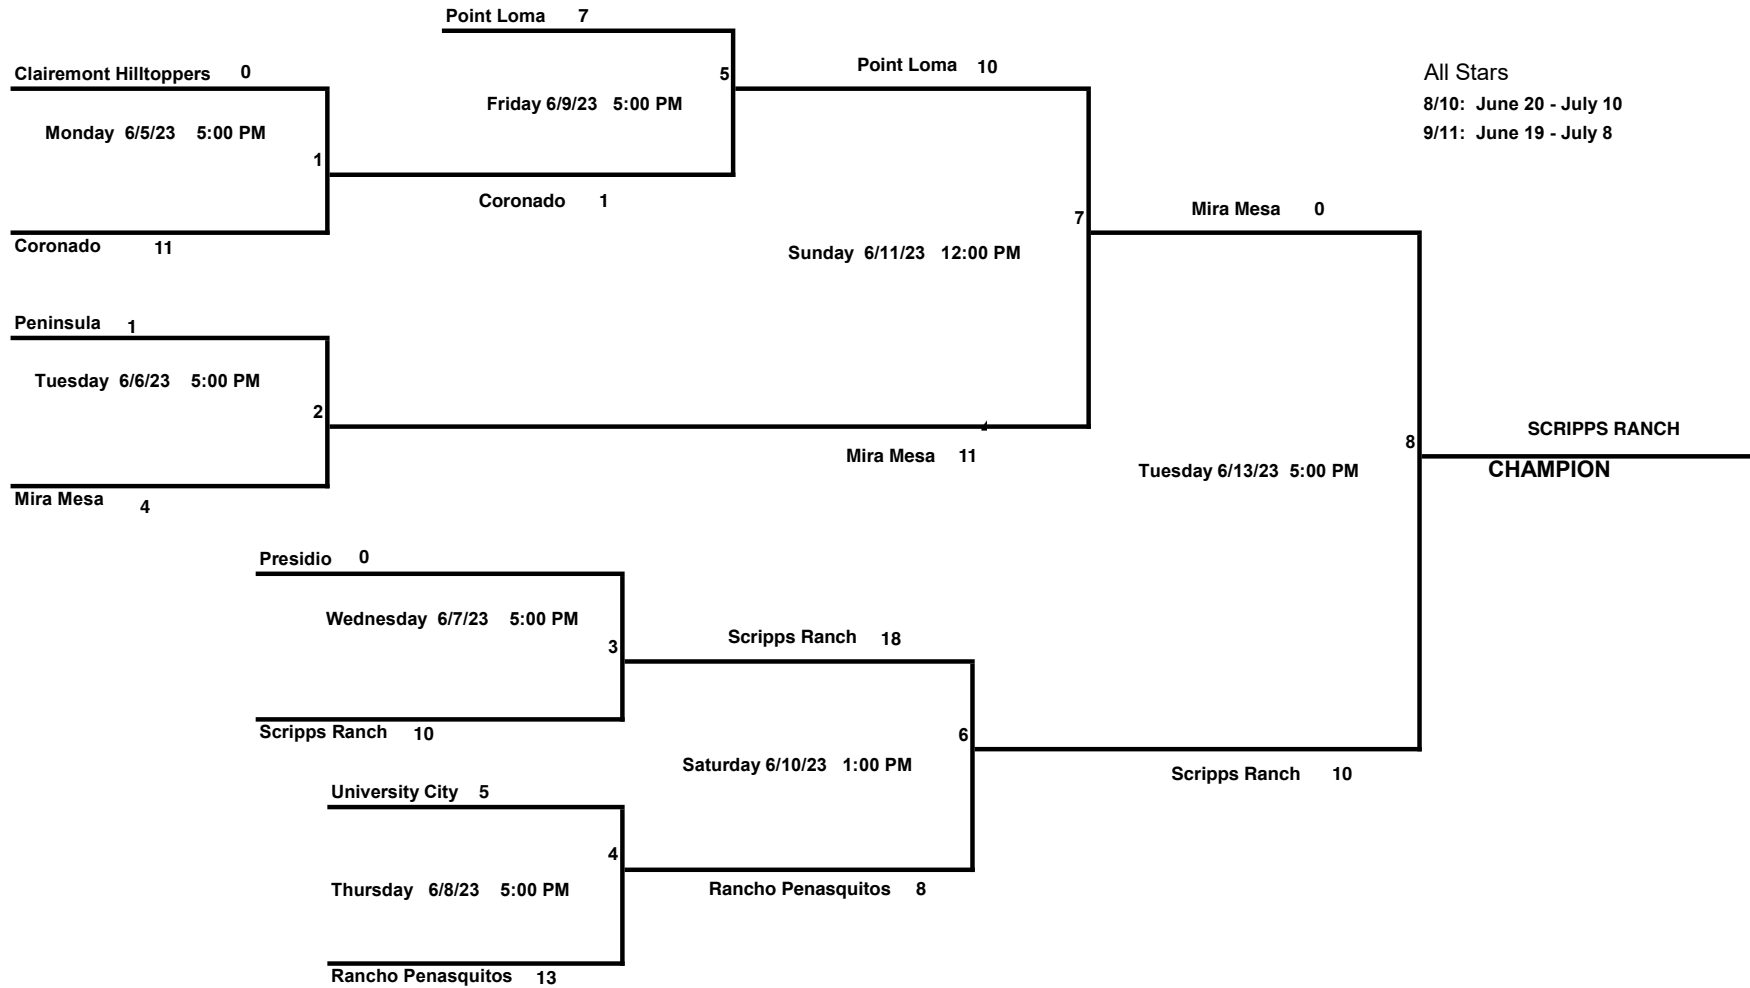 Point Loma 7
Clairemont Hilltoppers 0
5
Point Loma 10
All Stars
Friday 6/9/23 5:00 PM
8/10: June 20 - July 10
Monday 6/5/23 5:00 PM
9/11: June 19 - July 8
1
Coronado 1
Mira Mesa 0
7
Coronado 11
Sunday 6/11/23 12:00 PM
Peninsula 1
Tuesday 6/6/23 5:00 PM
2
SCRIPPS RANCH
8
Mira Mesa 11
CHAMPION
Tuesday 6/13/23 5:00 PM
Mira Mesa 4
Presidio 0
Wednesday 6/7/23 5:00 PM
Scripps Ranch 18
3
Scripps Ranch 10
6
Saturday 6/10/23 1:00 PM
Scripps Ranch 10
University City 5
4
Thursday 6/8/23 5:00 PM
Rancho Penasquitos 8
Rancho Penasquitos 13